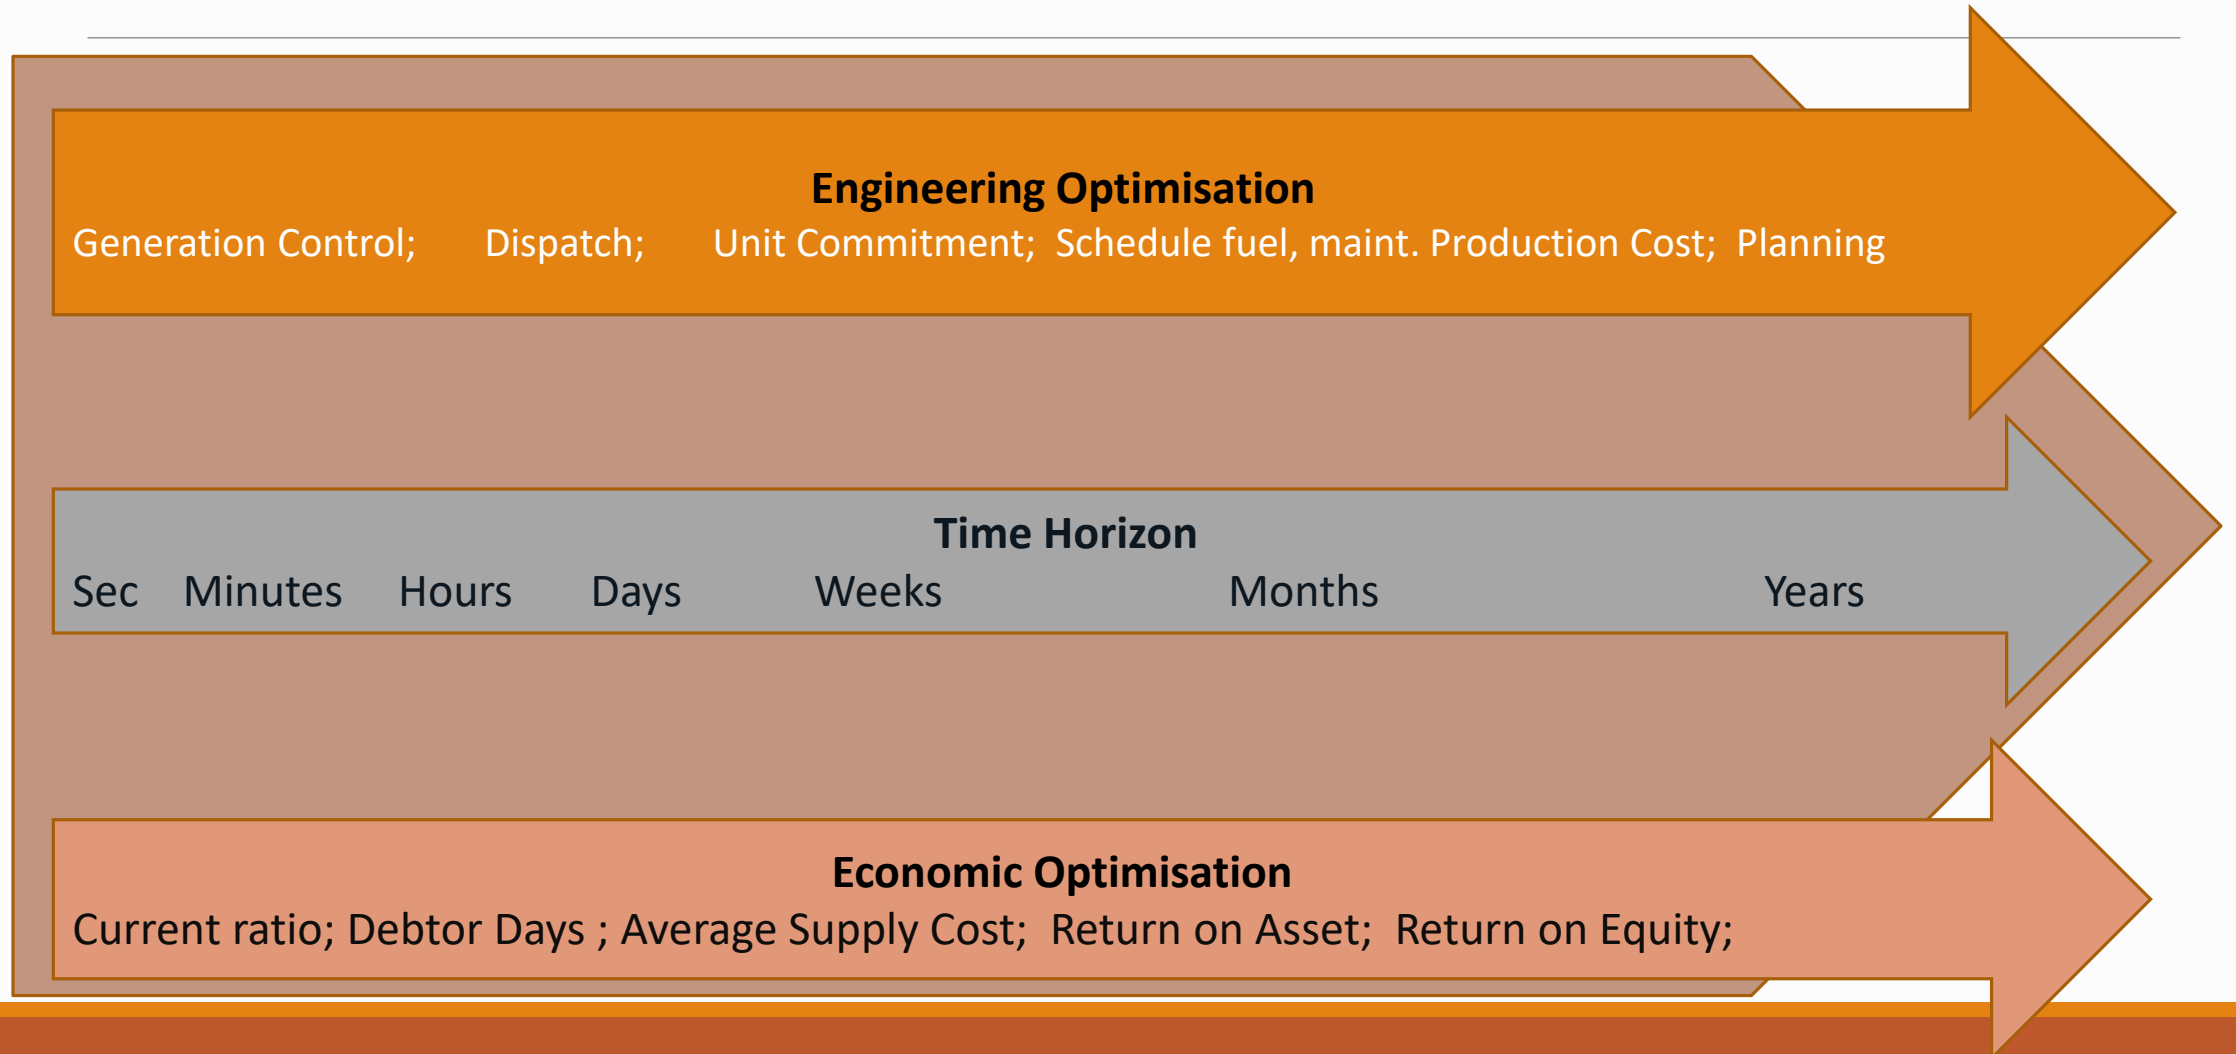 Engineering Optimisation
Generation Control; Dispatch; Unit Commitment; Schedule fuel, maint. Production Cost; Planning
Time Horizon
Sec Minutes Hours Days Weeks Months Years
Economic Optimisation
Current ratio; Debtor Days ; Average Supply Cost; Return on Asset; Return on Equity;